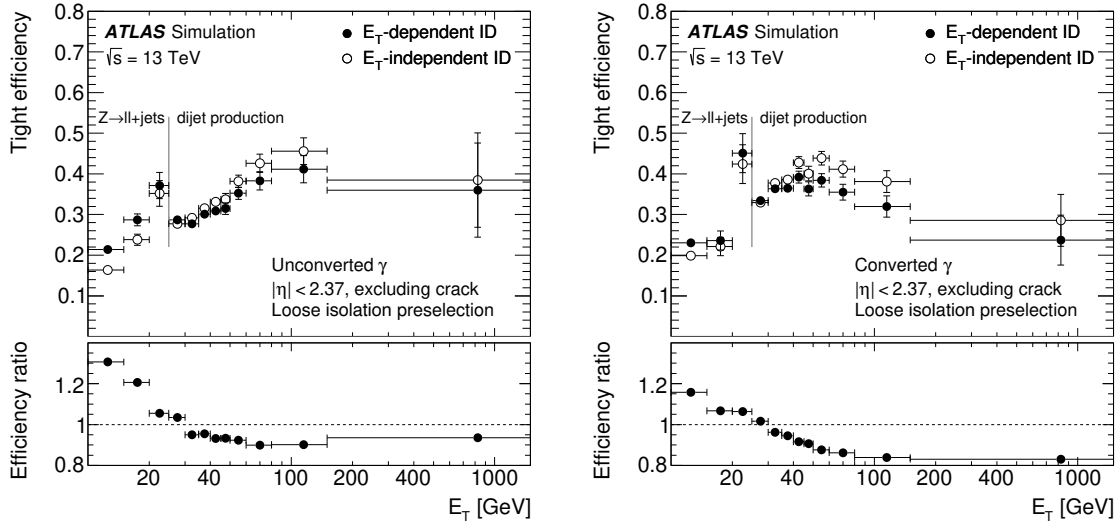 Tight efficiency
0.8
0.7
0.6
0.5
0.4
0.3
0.2
0.1
ATLAS Simulation
√s = 13 TeV
E_T-dependent ID
E_T-independent ID
Z→ll+jets
dijet production
Unconverted γ
|η| < 2.37, excluding crack
Loose isolation preselection
Efficiency ratio
1.2
1
0.8
20 40 100 200 400 1000
E_T [GeV]
Tight efficiency
0.8
0.7
0.6
0.5
0.4
0.3
0.2
0.1
ATLAS Simulation
√s = 13 TeV
E_T-dependent ID
E_T-independent ID
Z→ll+jets
dijet production
Converted γ
|η| < 2.37, excluding crack
Loose isolation preselection
Efficiency ratio
1.2
1
0.8
20 40 100 200 400 1000
E_T [GeV]